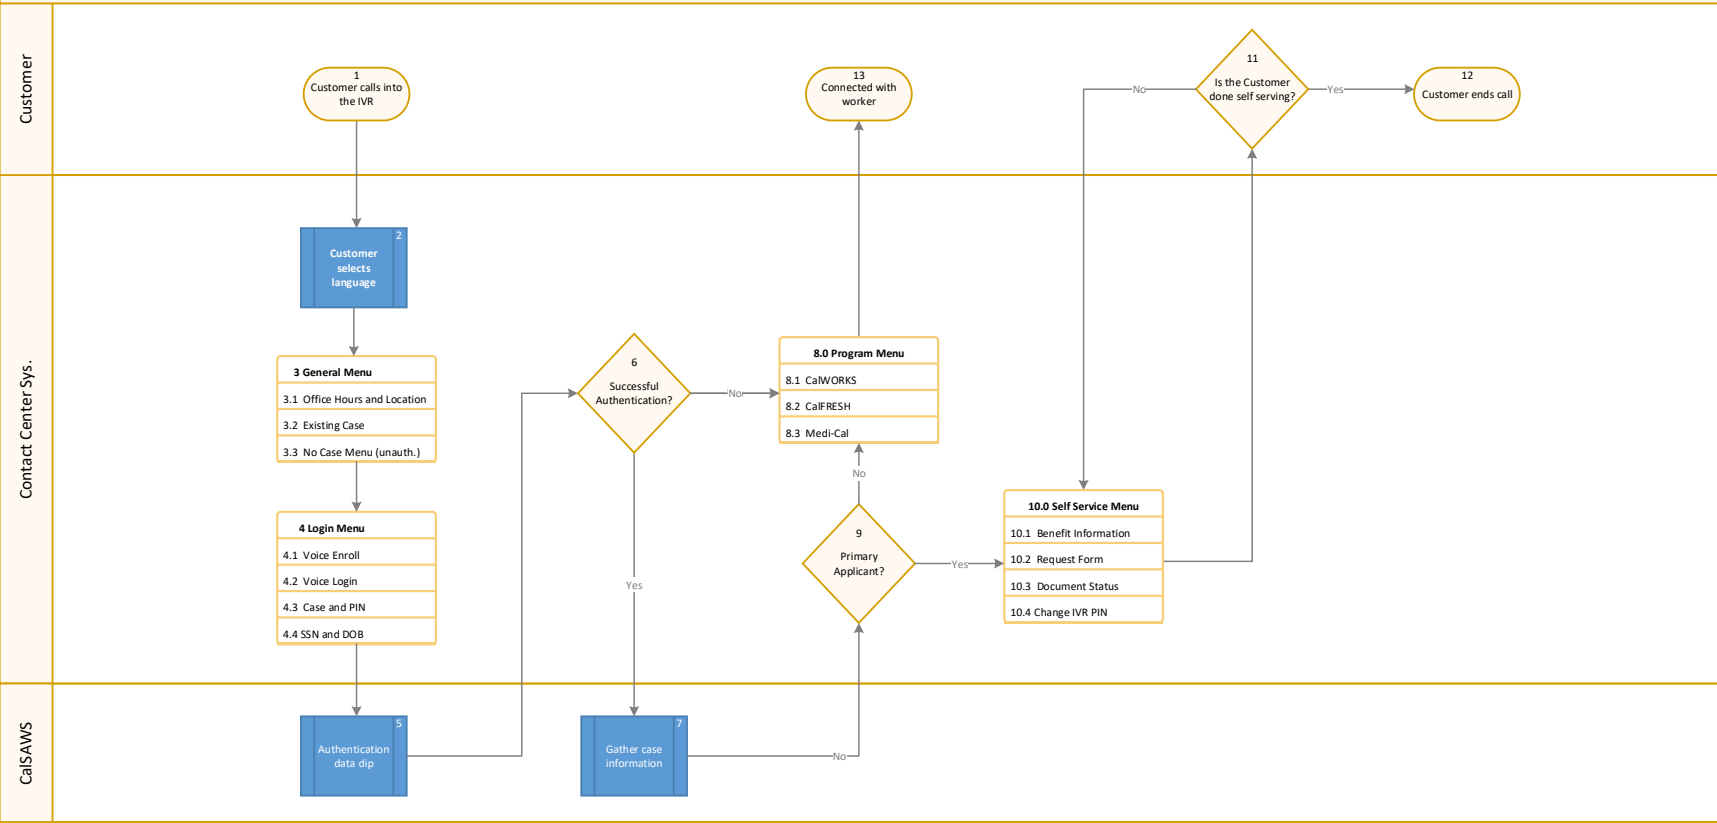 Customer
1
Customer calls into
the IVR
13
Connected with
worker
11
Is the Customer
done self serving?
No
Yes
12
Customer ends call
Contact Center Sys.
2
Customer
selects
language
3 General Menu
3.1 Office Hours and Location
3.2 Existing Case
3.3 No Case Menu (unauth.)
4 Login Menu
4.1 Voice Enroll
4.2 Voice Login
4.3 Case and PIN
4.4 SSN and DOB
6
Successful
Authentication?
No
Yes
8.0 Program Menu
8.1 CalWORKS
8.2 CalFRESH
8.3 Medi-Cal
No
9
Primary
Applicant?
Yes
10.0 Self Service Menu
10.1 Benefit Information
10.2 Request Form
10.3 Document Status
10.4 Change IVR PIN
CalSAWS
5
Authentication
data dip
7
Gather case
information
No